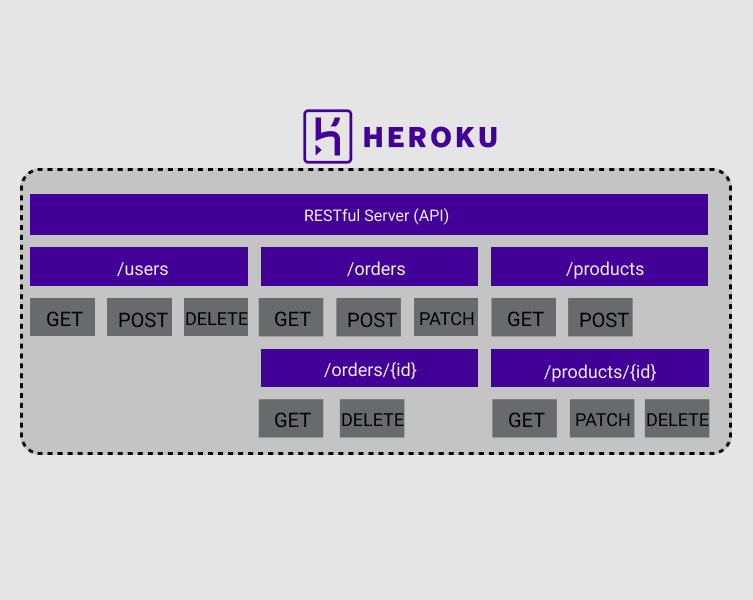 HEROKU
RESTful Server (API)
/users /orders /products
GET POST DELETE GET POST PATCH GET POST
/orders/{id} /products/{id}
GET DELETE GET PATCH DELETE